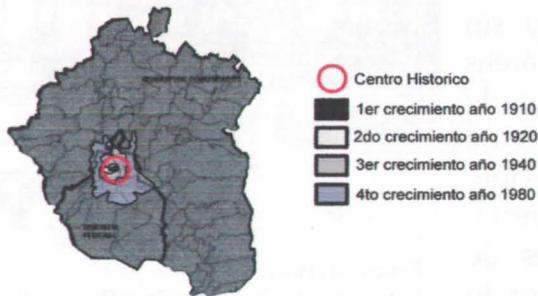 Centro Historico
1er crecimiento año 1910
2do crecimiento año 1920
3er crecimiento año 1940
4to crecimiento año 1980